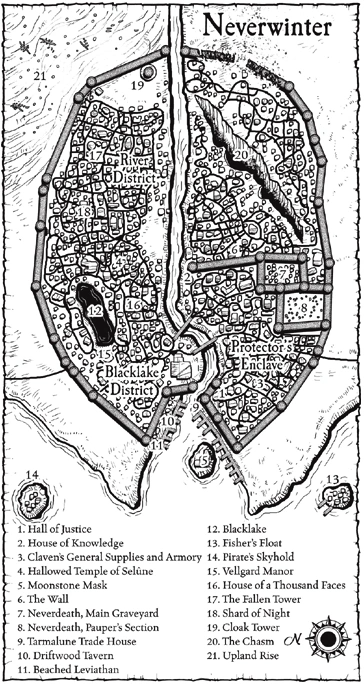 Neverwinter
21
19
20
17
River
District
18
7
8
12
16
15
Protector's
Enclave
Blacklake
District
13
1
10
11
14
5
13
1. Hall of Justice
2. House of Knowledge
3. Claven's General Supplies and Armory
4. Hallowed Temple of Selûne
5. Moonstone Mask
6. The Wall
7. Neverdeath, Main Graveyard
8. Neverdeath, Pauper's Section
9. Tarmalune Trade House
10. Driftwood Tavern
11. Beached Leviathan
12. Blacklake
13. Fisher's Float
14. Pirate's Skyhold
15. Vellgard Manor
16. House of a Thousand Faces
17. The Fallen Tower
18. Shard of Night
19. Cloak Tower
20. The Chasm
21. Upland Rise
N